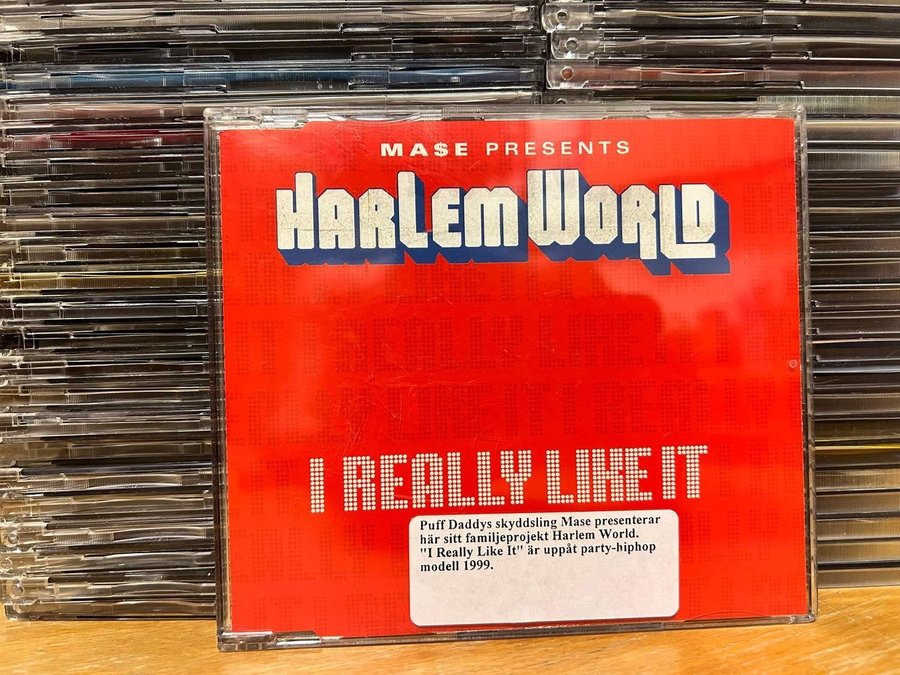 MA$E PRESENTS
HARLEM WORLD
I REALLY LIKE IT
Puff Daddys skyddsling Mase presenterar
här sitt familjeprojekt Harlem World.
"I Really Like It" är uppåt party-hiphop
modell 1999.